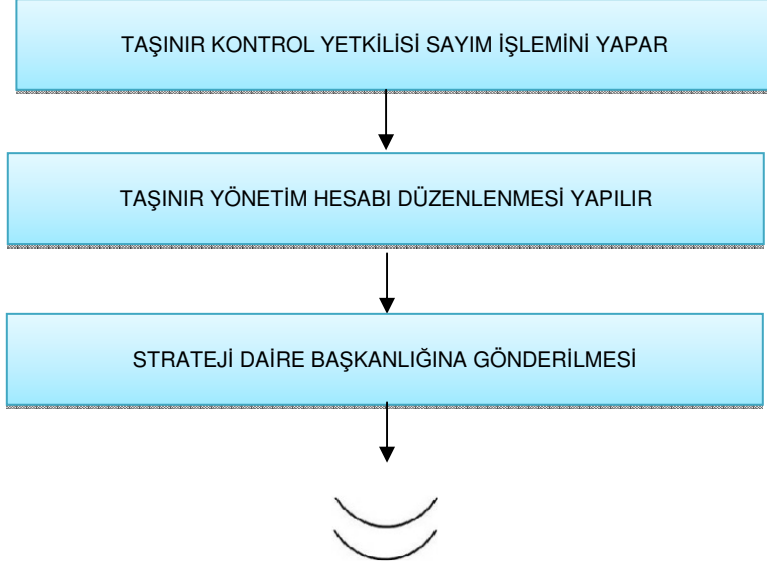 TAŞINIR KONTROL YETKİLİSİ SAYIM İŞLEMİNİ YAPAR
TAŞINIR YÖNETİM HESABI DÜZENLENMESİ YAPILIR
STRATEJİ DAİRE BAŞKANLIĞINA GÖNDERİLMESİ